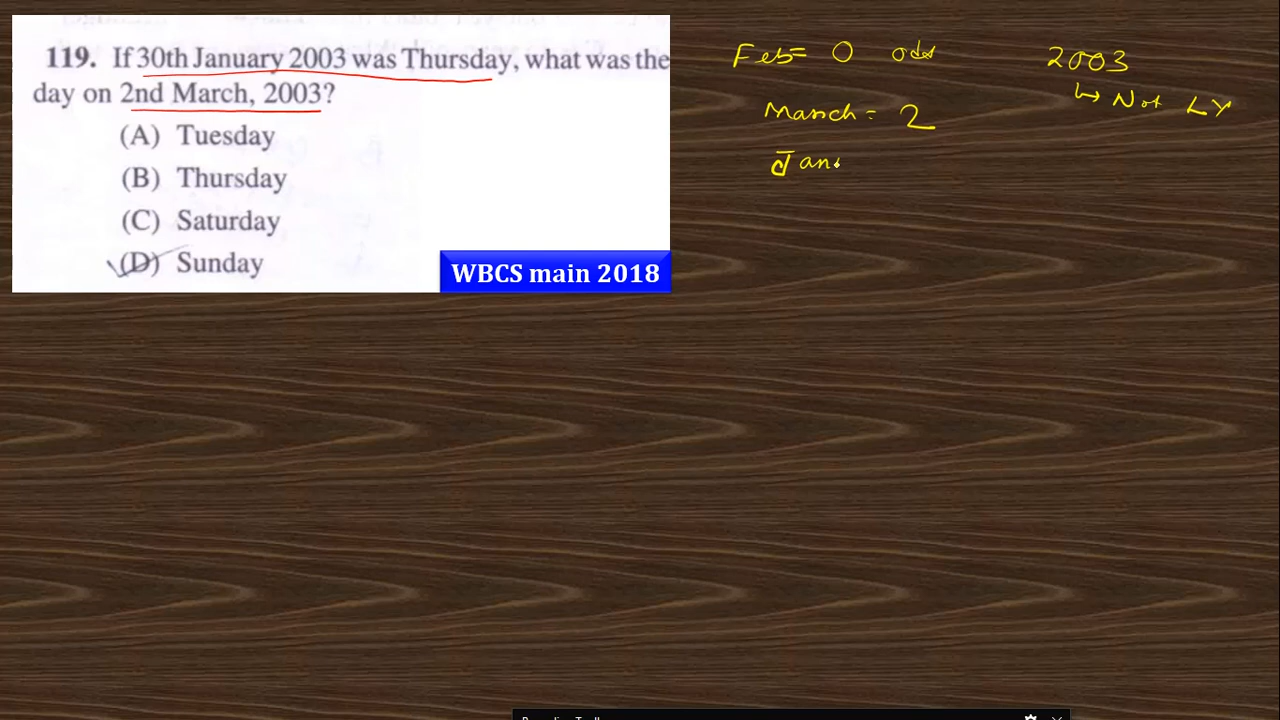 119. If 30th January 2003 was Thursday, what was the
day on 2nd March, 2003?
(A) Tuesday
(B) Thursday
(C) Saturday
(D) Sunday
WBCS main 2018
Feb= 0 odd
March = 2
Jan
2003
↳ Not LY